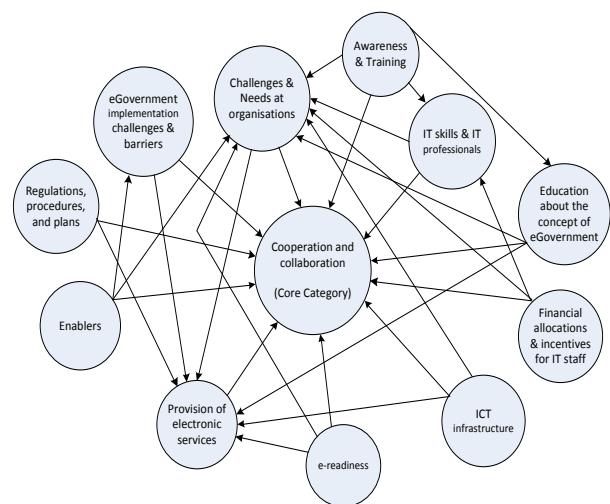 Awareness
& Training
Challenges &
Needs at
organisations
eGovernment
implementation
challenges &
barriers
IT skills & IT
professionals
Regulations,
procedures,
and plans
Education
about the
concept of
eGovernment
Cooperation and
collaboration
(Core Category)
Enablers
Financial
allocations
& incentives
for IT staff
Provision of
electronic
services
ICT
infrastructure
e-readiness